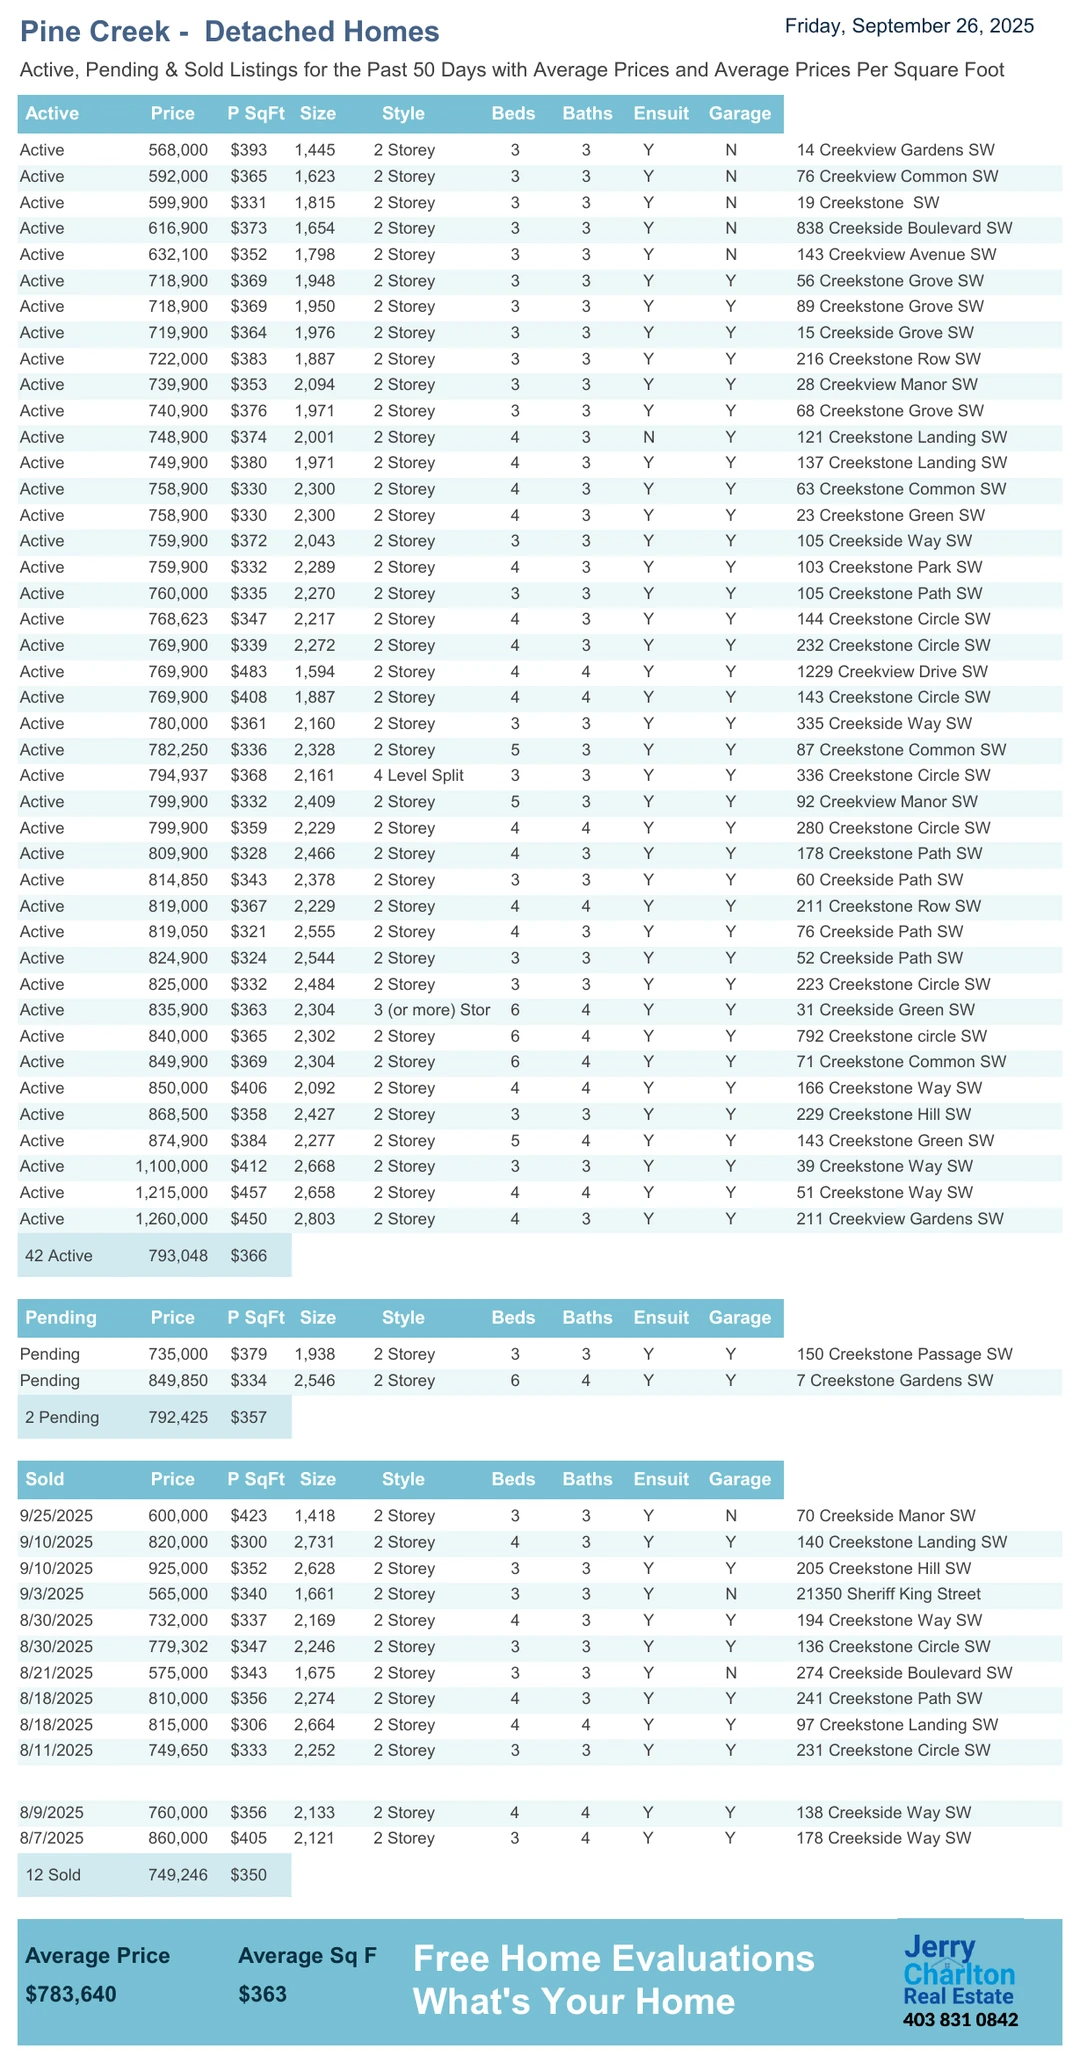 Pine Creek -  Detached Homes
Friday, September 26, 2025
Active, Pending & Sold Listings for the Past 50 Days with Average Prices and Average Prices Per Square Foot
Active Price P SqFt Size Style Beds Baths Ensuit Garage
Active 568,000 $393 1,445 2 Storey 3 3 Y N 14 Creekview Gardens SW
Active 592,000 $365 1,623 2 Storey 3 3 Y N 76 Creekview Common SW
Active 599,900 $331 1,815 2 Storey 3 3 Y N 19 Creekstone  SW
Active 616,900 $373 1,654 2 Storey 3 3 Y N 838 Creekside Boulevard SW
Active 632,100 $352 1,798 2 Storey 3 3 Y N 143 Creekview Avenue SW
Active 718,900 $369 1,948 2 Storey 3 3 Y Y 56 Creekstone Grove SW
Active 718,900 $369 1,950 2 Storey 3 3 Y Y 89 Creekstone Grove SW
Active 719,900 $364 1,976 2 Storey 3 3 Y Y 15 Creekside Grove SW
Active 722,000 $383 1,887 2 Storey 3 3 Y Y 216 Creekstone Row SW
Active 739,900 $353 2,094 2 Storey 3 3 Y Y 28 Creekview Manor SW
Active 740,900 $376 1,971 2 Storey 3 3 Y Y 68 Creekstone Grove SW
Active 748,900 $374 2,001 2 Storey 4 3 N Y 121 Creekstone Landing SW
Active 749,900 $380 1,971 2 Storey 4 3 Y Y 137 Creekstone Landing SW
Active 758,900 $330 2,300 2 Storey 4 3 Y Y 63 Creekstone Common SW
Active 758,900 $330 2,300 2 Storey 4 3 Y Y 23 Creekstone Green SW
Active 759,900 $372 2,043 2 Storey 3 3 Y Y 105 Creekside Way SW
Active 759,900 $332 2,289 2 Storey 4 3 Y Y 103 Creekstone Park SW
Active 760,000 $335 2,270 2 Storey 3 3 Y Y 105 Creekstone Path SW
Active 768,623 $347 2,217 2 Storey 4 3 Y Y 144 Creekstone Circle SW
Active 769,900 $339 2,272 2 Storey 4 3 Y Y 232 Creekstone Circle SW
Active 769,900 $483 1,594 2 Storey 4 4 Y Y 1229 Creekview Drive SW
Active 769,900 $408 1,887 2 Storey 4 4 Y Y 143 Creekstone Circle SW
Active 780,000 $361 2,160 2 Storey 3 3 Y Y 335 Creekside Way SW
Active 782,250 $336 2,328 2 Storey 5 3 Y Y 87 Creekstone Common SW
Active 794,937 $368 2,161 4 Level Split 3 3 Y Y 336 Creekstone Circle SW
Active 799,900 $332 2,409 2 Storey 5 3 Y Y 92 Creekview Manor SW
Active 799,900 $359 2,229 2 Storey 4 4 Y Y 280 Creekstone Circle SW
Active 809,900 $328 2,466 2 Storey 4 3 Y Y 178 Creekstone Path SW
Active 814,850 $343 2,378 2 Storey 3 3 Y Y 60 Creekside Path SW
Active 819,000 $367 2,229 2 Storey 4 4 Y Y 211 Creekstone Row SW
Active 819,050 $321 2,555 2 Storey 4 3 Y Y 76 Creekside Path SW
Active 824,900 $324 2,544 2 Storey 3 3 Y Y 52 Creekside Path SW
Active 825,000 $332 2,484 2 Storey 3 3 Y Y 223 Creekstone Circle SW
Active 835,900 $363 2,304 3 (or more) Stor 6 4 Y Y 31 Creekside Green SW
Active 840,000 $365 2,302 2 Storey 6 4 Y Y 792 Creekstone circle SW
Active 849,900 $369 2,304 2 Storey 6 4 Y Y 71 Creekstone Common SW
Active 850,000 $406 2,092 2 Storey 4 4 Y Y 166 Creekstone Way SW
Active 868,500 $358 2,427 2 Storey 3 3 Y Y 229 Creekstone Hill SW
Active 874,900 $384 2,277 2 Storey 5 4 Y Y 143 Creekstone Green SW
Active 1,100,000 $412 2,668 2 Storey 3 3 Y Y 39 Creekstone Way SW
Active 1,215,000 $457 2,658 2 Storey 4 4 Y Y 51 Creekstone Way SW
Active 1,260,000 $450 2,803 2 Storey 4 3 Y Y 211 Creekview Gardens SW
42 Active 793,048 $366
Pending Price P SqFt Size Style Beds Baths Ensuit Garage
Pending 735,000 $379 1,938 2 Storey 3 3 Y Y 150 Creekstone Passage SW
Pending 849,850 $334 2,546 2 Storey 6 4 Y Y 7 Creekstone Gardens SW
2 Pending 792,425 $357
Sold Price P SqFt Size Style Beds Baths Ensuit Garage
9/25/2025 600,000 $423 1,418 2 Storey 3 3 Y N 70 Creekside Manor SW
9/10/2025 820,000 $300 2,731 2 Storey 4 3 Y Y 140 Creekstone Landing SW
9/10/2025 925,000 $352 2,628 2 Storey 3 3 Y Y 205 Creekstone Hill SW
9/3/2025 565,000 $340 1,661 2 Storey 3 3 Y N 21350 Sheriff King Street
8/30/2025 732,000 $337 2,169 2 Storey 4 3 Y Y 194 Creekstone Way SW
8/30/2025 779,302 $347 2,246 2 Storey 3 3 Y Y 136 Creekstone Circle SW
8/21/2025 575,000 $343 1,675 2 Storey 3 3 Y N 274 Creekside Boulevard SW
8/18/2025 810,000 $356 2,274 2 Storey 4 3 Y Y 241 Creekstone Path SW
8/18/2025 815,000 $306 2,664 2 Storey 4 4 Y Y 97 Creekstone Landing SW
8/11/2025 749,650 $333 2,252 2 Storey 3 3 Y Y 231 Creekstone Circle SW
8/9/2025 760,000 $356 2,133 2 Storey 4 4 Y Y 138 Creekside Way SW
8/7/2025 860,000 $405 2,121 2 Storey 3 4 Y Y 178 Creekside Way SW
12 Sold 749,246 $350
Average Price Average Sq F
$783,640 $363
Free Home Evaluations
What's Your Home
Jerry
Charlton
Real Estate
403 831 0842